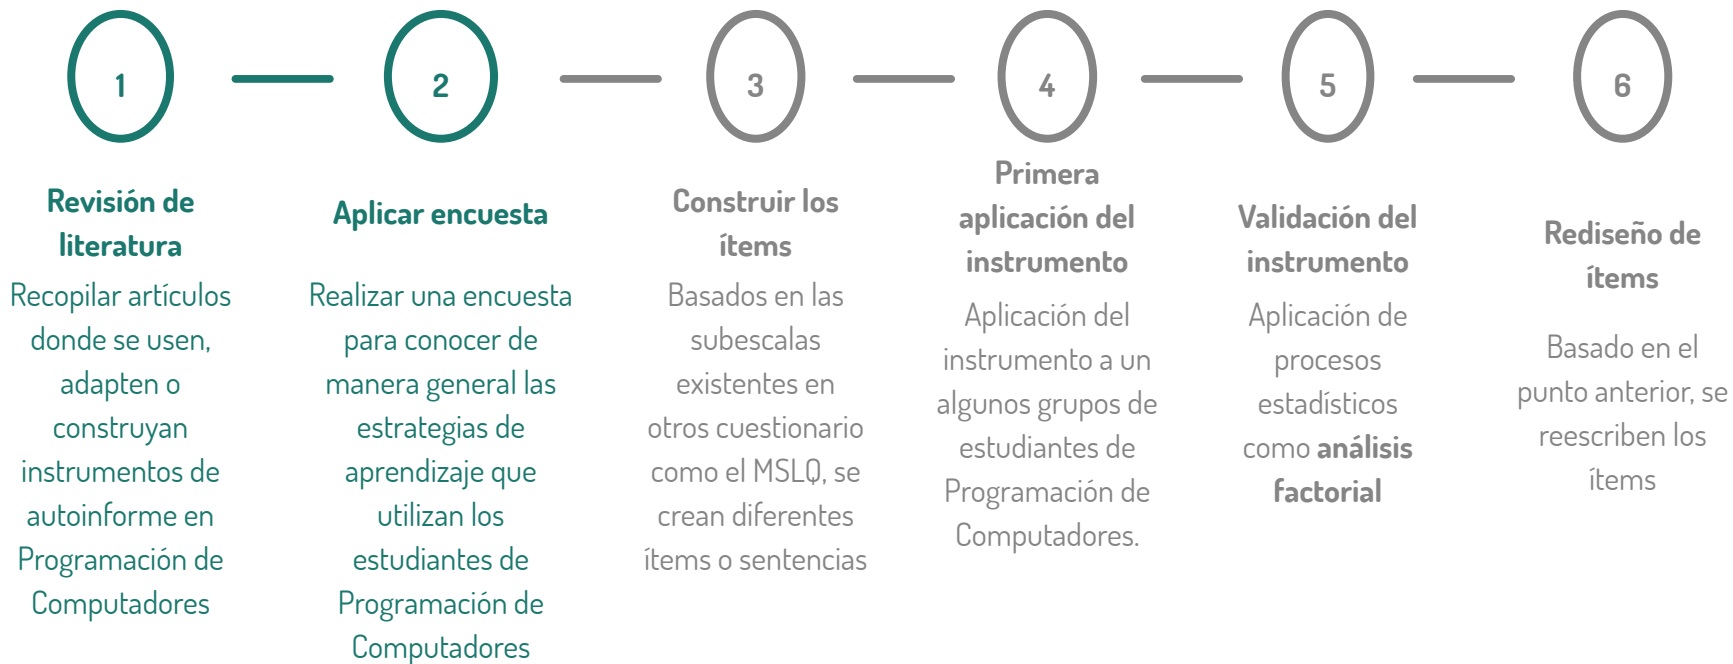 1
Revisión de
literatura
Recopilar artículos
donde se usen,
adapten o
construyan
instrumentos de
autoinforme en
Programación de
Computadores
2
Aplicar encuesta
Realizar una encuesta
para conocer de
manera general las
estrategias de
aprendizaje que
utilizan los
estudiantes de
Programación de
Computadores
3
Construir los
ítems
Basados en las
subescalas
existentes en
otros cuestionario
como el MSLQ, se
crean diferentes
ítems o sentencias
4
Primera
aplicación del
instrumento
Aplicación del
instrumento a un
algunos grupos de
estudiantes de
Programación de
Computadores.
5
Validación del
instrumento
Aplicación de
procesos
estadísticos
como análisis
factorial
6
Rediseño de
ítems
Basado en el
punto anterior, se
reescriben los
ítems